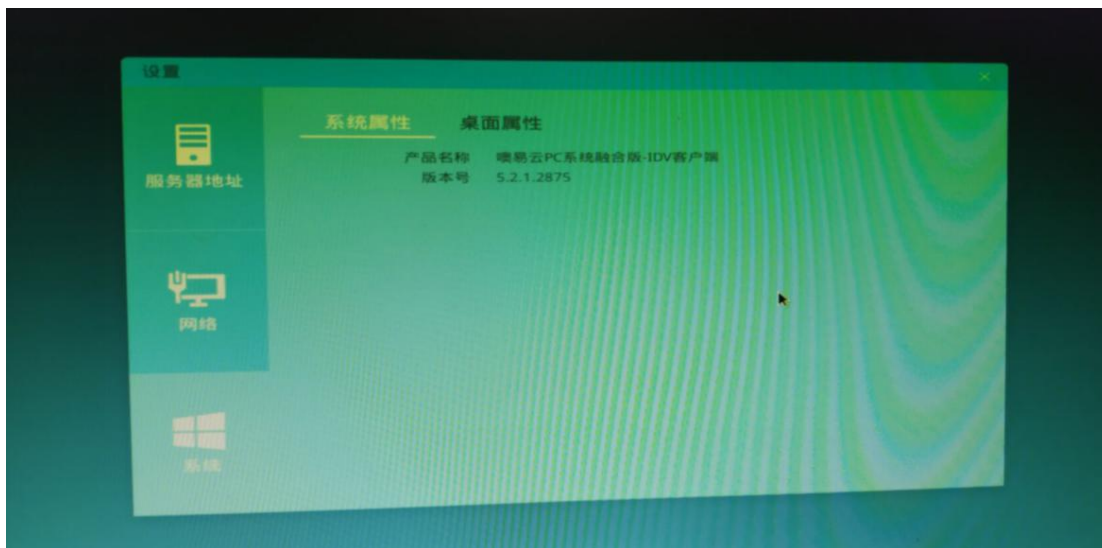 设置
服务器地址
网络
系统
系统属性 桌面属性
产品名称 噢易云PC系统融合版-IDV客户端
版本号 5.2.1.2875